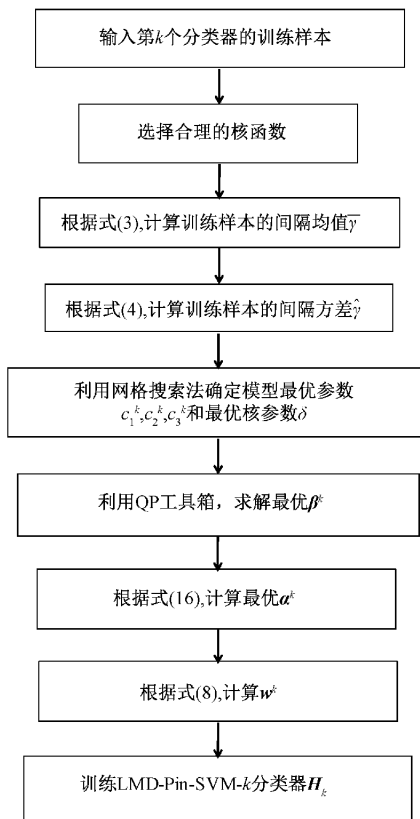 输入第k个分类器的训练样本
选择合理的核函数
根据式(3),计算训练样本的间隔均值γ̅
根据式(4),计算训练样本的间隔方差γ̂
利用网格搜索法确定模型最优参数
c₁ᵏ,c₂ᵏ,c₃ᵏ和最优核参数δ
利用QP工具箱，求解最优βᵏ
根据式(16),计算最优αᵏ
根据式(8),计算wᵏ
训练LMD-Pin-SVM-k分类器Hₖ